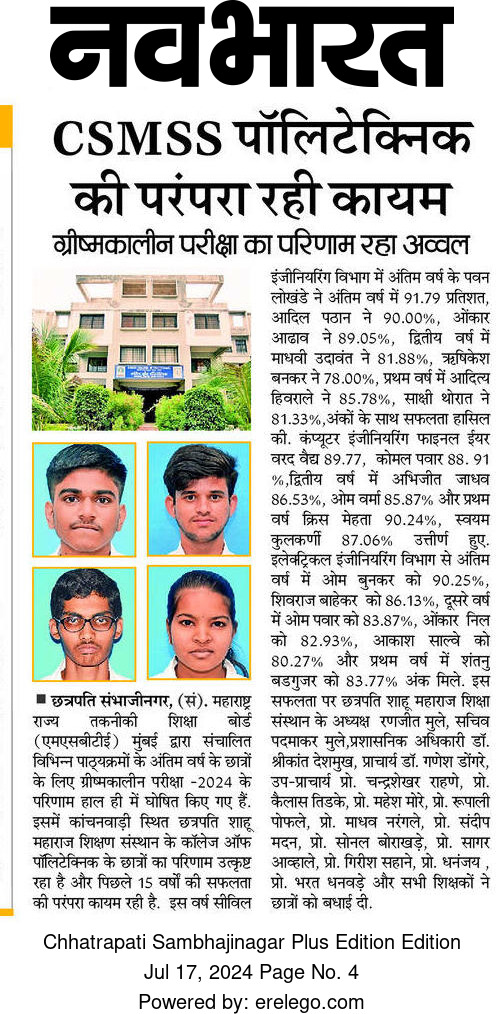 नवभारत
CSMSS पॉलिटेक्निक
की परंपरा रही कायम
ग्रीष्मकालीन परीक्षा का परिणाम रहा अव्वल
■ छत्रपति संभाजीनगर, (सं). महाराष्ट्र
राज्य तकनीकी शिक्षा बोर्ड
(एमएसबीटीई) मुंबई द्वारा संचालित
विभिन्न पाठ्यक्रमों के अंतिम वर्ष के छात्रों
के लिए ग्रीष्मकालीन परीक्षा -2024 के
परिणाम हाल ही में घोषित किए गए हैं.
इसमें कांचनवाड़ी स्थित छत्रपति शाहू
महाराज शिक्षण संस्थान के कॉलेज ऑफ
पॉलिटेक्निक के छात्रों का परिणाम उत्कृष्ट
रहा है और पिछले 15 वर्षों की सफलता
की परंपरा कायम रही है. इस वर्ष सीविल
इंजीनियरिंग विभाग में अंतिम वर्ष के पवन
लोखंडे ने अंतिम वर्ष में 91.79 प्रतिशत,
आदिल पठान ने 90.00%, ओंकार
आढाव ने 89.05%, द्वितीय वर्ष में
माधवी उदावंत ने 81.88%, ऋषिकेश
बनकर ने 78.00%, प्रथम वर्ष में आदित्य
हिवराले ने 85.78%, साक्षी थोरात ने
81.33%,अंकों के साथ सफलता हासिल
की. कंप्यूटर इंजीनियरिंग फाइनल ईयर
वरद वैद्य 89.77, कोमल पवार 88. 91
%,द्वितीय वर्ष में अभिजीत जाधव
86.53%, ओम वर्मा 85.87% और प्रथम
वर्ष क्रिस मेहता 90.24%, स्वयम
कुलकर्णी 87.06% उत्तीर्ण हुए.
इलेक्ट्रिकल इंजीनियरिंग विभाग से अंतिम
वर्ष में ओम बुनकर को 90.25%,
शिवराज बाहेकर को 86.13%, दूसरे वर्ष
में ओम पवार को 83.87%, ओंकार निल
को 82.93%, आकाश साल्वे को
80.27% और प्रथम वर्ष में शंतनु
बडगुजर को 83.77% अंक मिले. इस
सफलता पर छत्रपति शाहू महाराज शिक्षा
संस्थान के अध्यक्ष रणजीत मुले, सचिव
पदमाकर मुले,प्रशासनिक अधिकारी डॉ.
श्रीकांत देशमुख, प्राचार्य डॉ. गणेश डोंगरे,
उप-प्राचार्य प्रो. चन्द्रशेखर राहणे, प्रो.
कैलास तिडके, प्रो. महेश मोरे, प्रो. रूपाली
पोफले, प्रो. माधव नरंगले, प्रो. संदीप
मदन, प्रो. सोनल बोराखड़े, प्रो. सागर
आव्हाले, प्रो. गिरीश सहाने, प्रो. धनंजय ,
प्रो. भरत धनवड़े और सभी शिक्षकों ने
छात्रों को बधाई दी.
Chhatrapati Sambhajinagar Plus Edition Edition
Jul 17, 2024 Page No. 4
Powered by: erelego.com